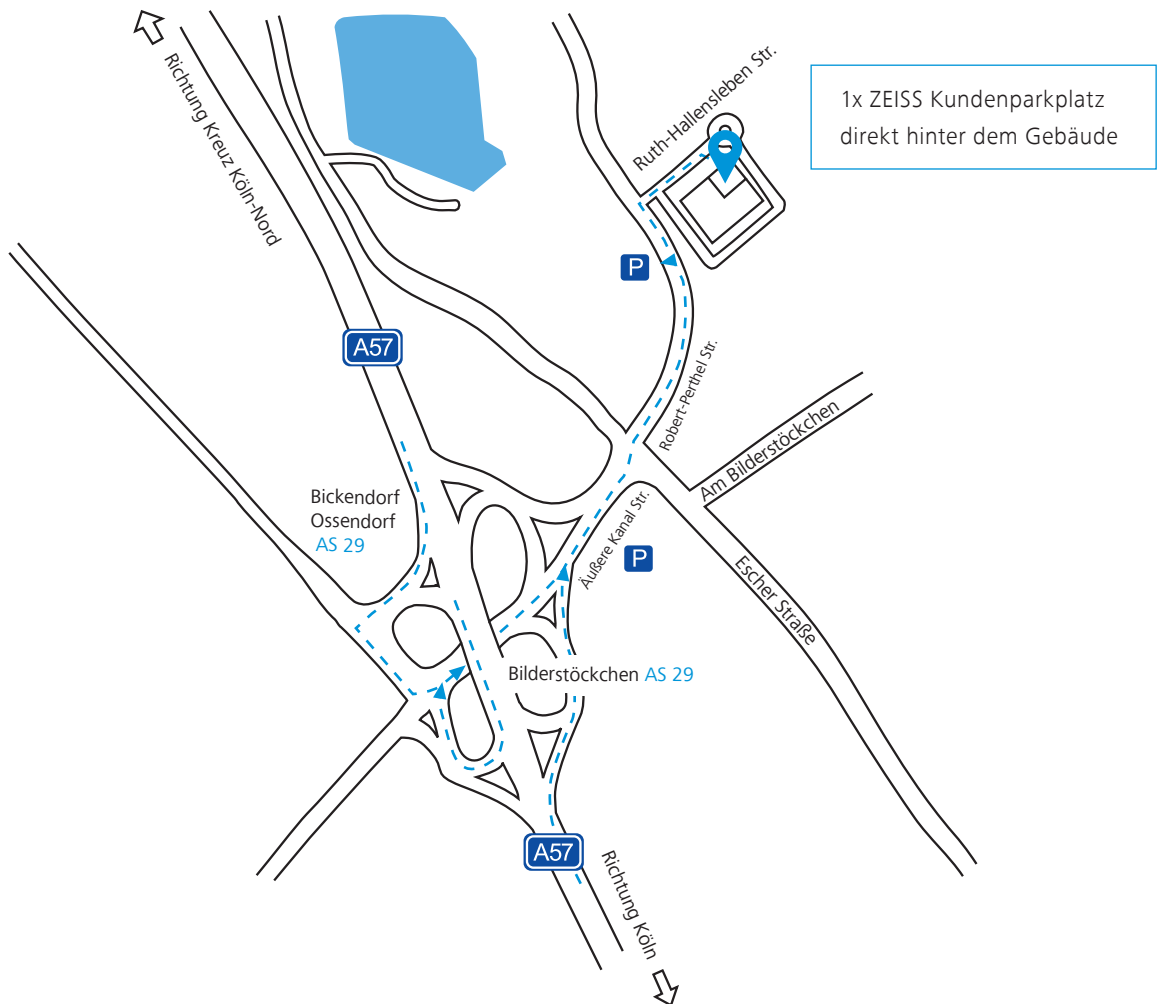 Richtung Kreuz Köln-Nord
Ruth-Hallensleben Str.
1x ZEISS Kundenparkplatz
direkt hinter dem Gebäude
P
A57
Robert-Perthel Str.
Am Bilderstöckchen
Bickendorf
Ossendorf
AS 29
Äußere Kanal Str.
P
Escher Straße
Bilderstöckchen AS 29
A57
Richtung Köln